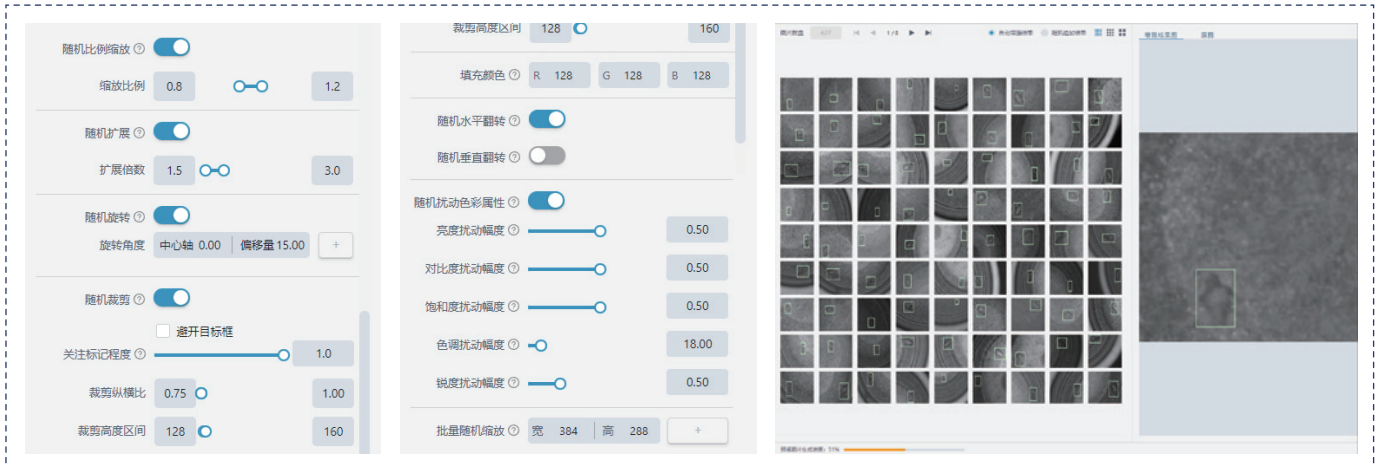 随机比例缩放 ?
缩放比例 0.8 1.2
随机扩展 ?
扩展倍数 1.5 3.0
随机旋转 ?
旋转角度 中心轴 0.00 偏移量 15.00 +
随机裁剪 ?
避开目标框
关注标记程度 ? 1.0
裁剪纵横比 0.75 1.00
裁剪高度区间 128 160
裁剪高度区间 128 160
填充颜色 ? R 128 G 128 B 128
随机水平翻转 ?
随机垂直翻转 ?
随机扰动色彩属性 ?
亮度扰动幅度 ? 0.50
对比度扰动幅度 ? 0.50
饱和度扰动幅度 ? 0.50
色调扰动幅度 ? 18.00
锐度扰动幅度 ? 0.50
批量随机缩放 ? 宽 384 高 288 +
图片数量 1/8
原图
51%